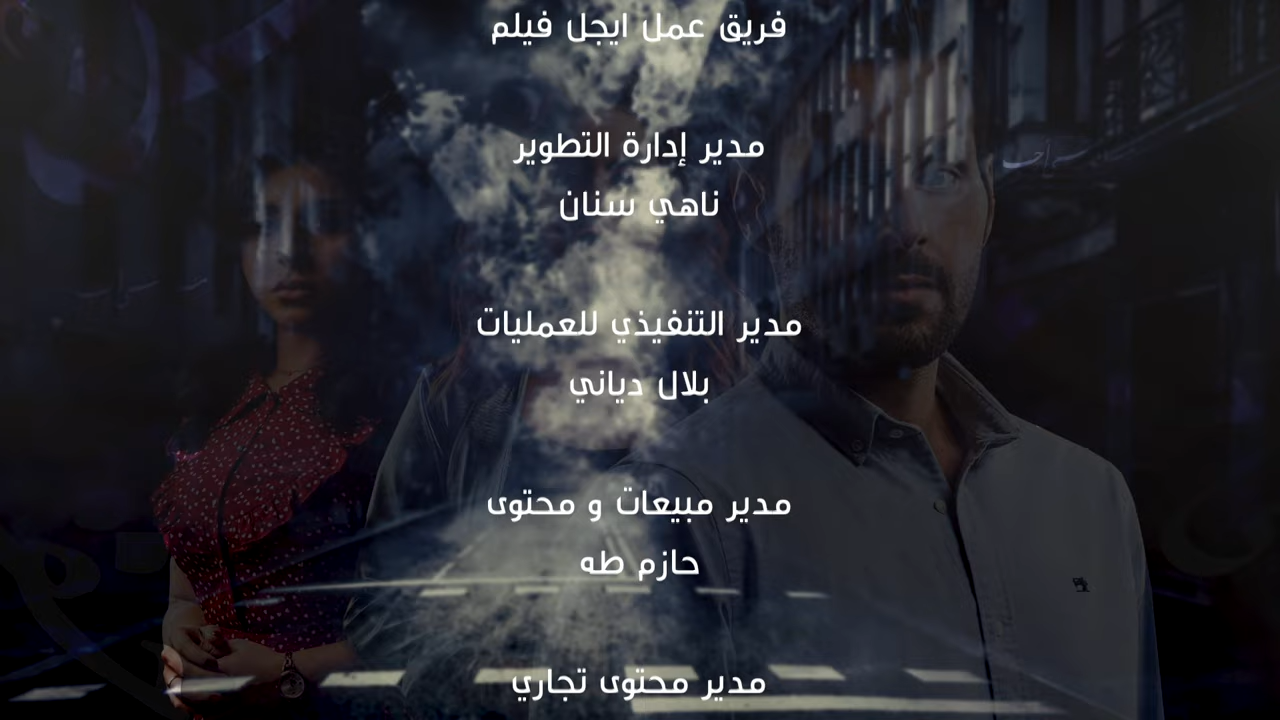 فريق عمل ايجل فيلم
مدير إدارة التطوير
ناهي سنان
مدير التنفيذي للعمليات
بلال دياني
مدير مبيعات و محتوى
حازم طه
مدير محتوى تجاري